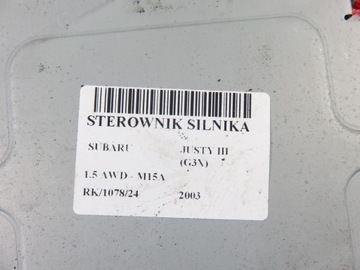 STEROWNIK SILNIKA
SUBARU JUSTY III
(G3X)
1.5 AWD - M15A
RK/1078/24 2003